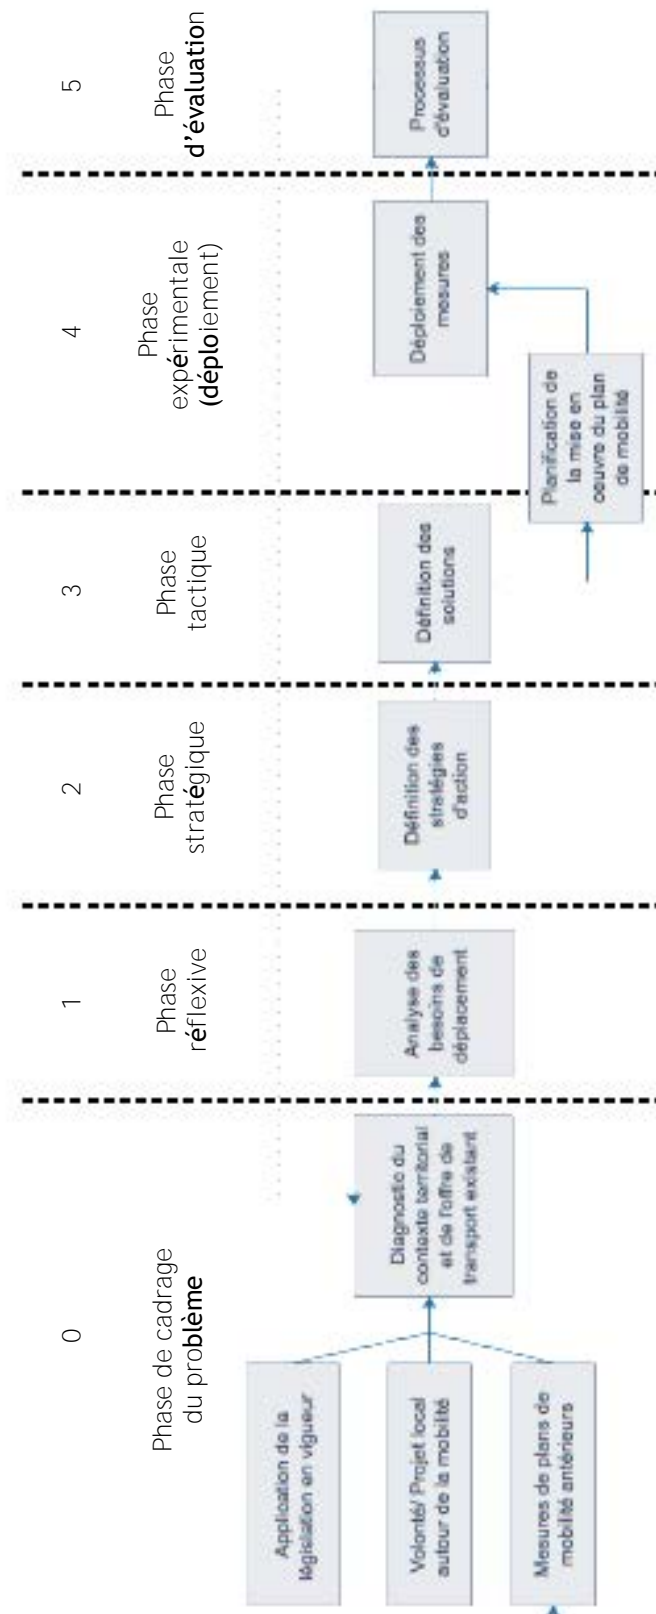 0
Phase de cadrage
du problème
1
Phase
réflexive
2
Phase
stratégique
3
Phase
tactique
4
Phase
expérimentale
(déploiement)
5
Phase
d'évaluation
Application de la
législation en vigueur
Volonté/ Projet local
autour de la mobilité
Mesures de plans de
mobilité antérieurs
Diagnostic du
contexte territorial
et de l'offre de
transport existant
Analyse des
besoins de
déplacement
Définition des
stratégies
d'action
Définition des
solutions
Planification de
la mise en
oeuvre du plan
de mobilité
Déploiement des
mesures
Processus
d'évaluation